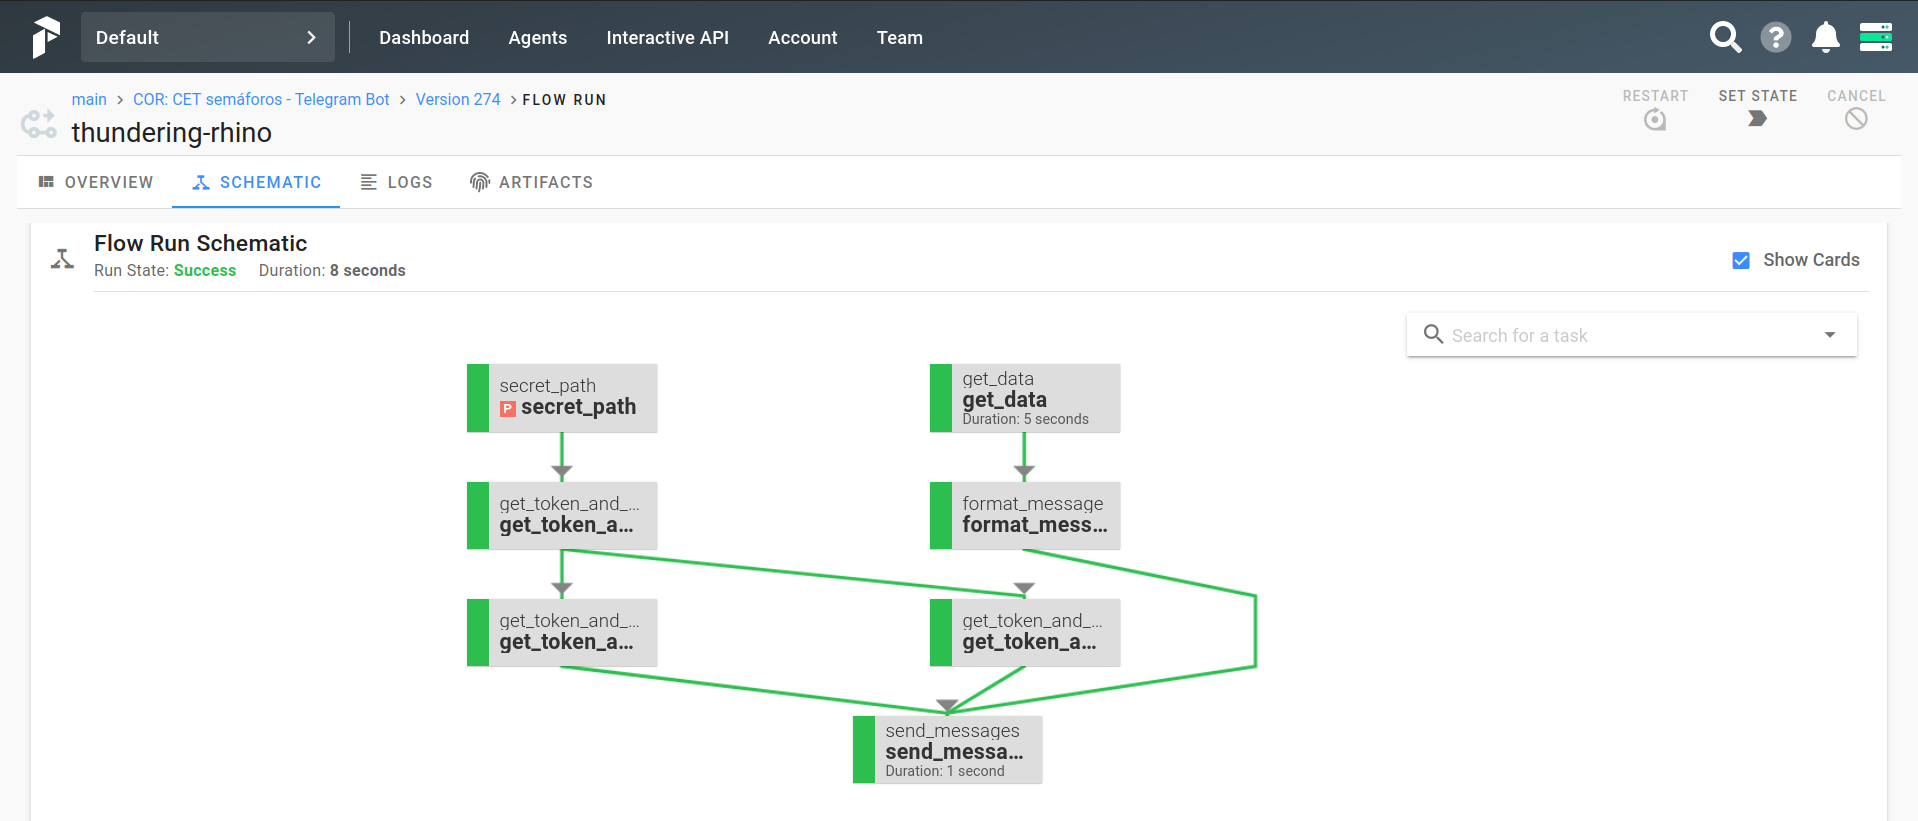 Default
Dashboard
Agents
Interactive API
Account
Team
?
main > COR: CET semáforos - Telegram Bot > Version 274 > FLOW RUN
thundering-rhino
RESTART
SET STATE
CANCEL
OVERVIEW
SCHEMATIC
LOGS
ARTIFACTS
Flow Run Schematic
Run State: Success Duration: 8 seconds
Show Cards
Search for a task
secret_path
P secret_path
get_data
get_data
Duration: 5 seconds
get_token_and_...
get_token_a...
format_message
format_mess...
get_token_and_...
get_token_a...
get_token_and_...
get_token_a...
send_messages
send_messa...
Duration: 1 second